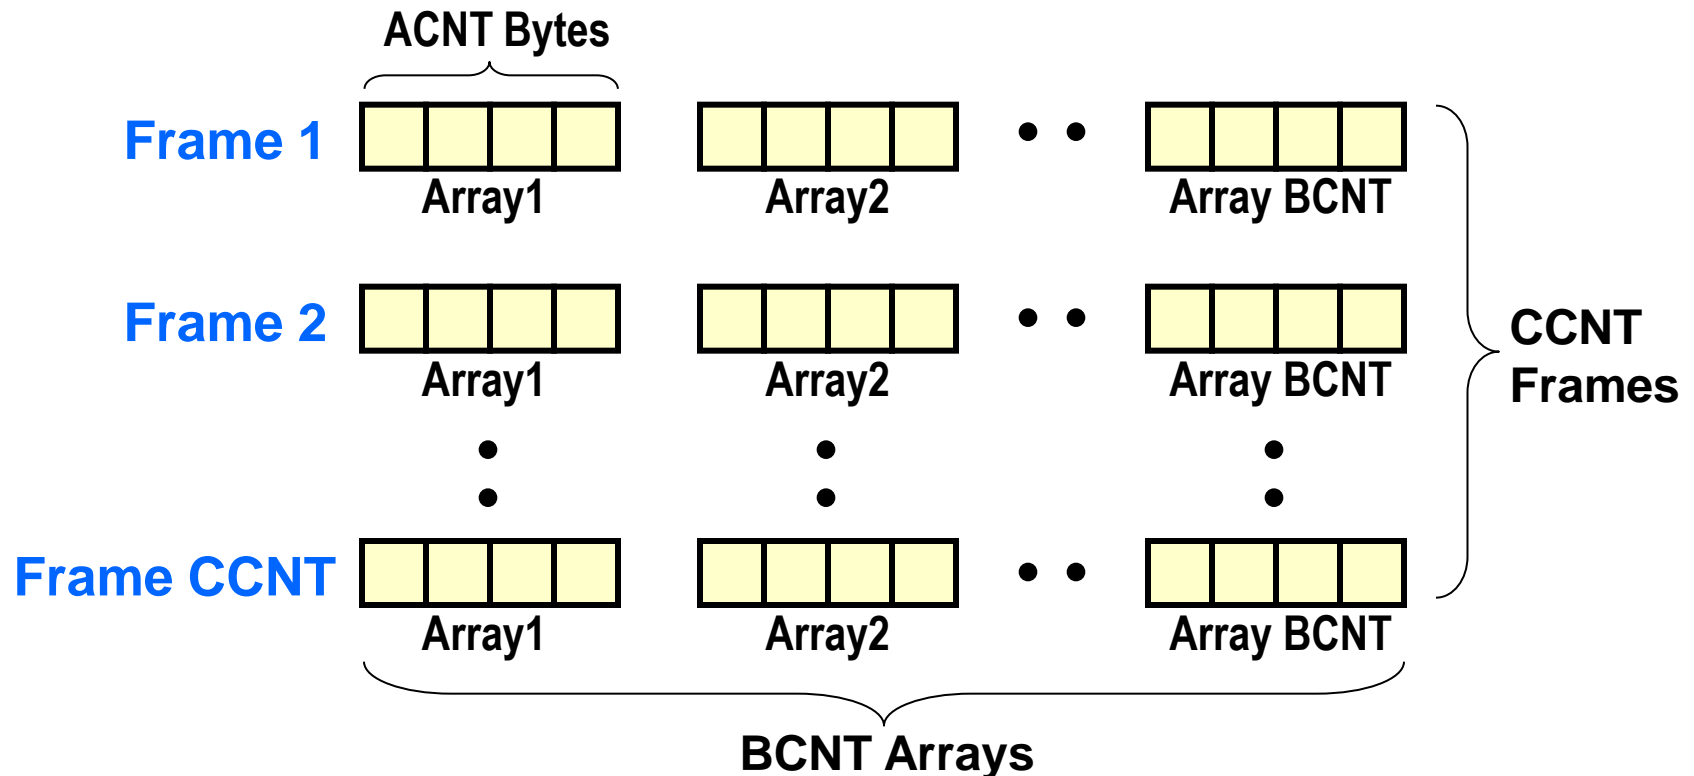 ACNT Bytes
Frame 1
Array1 Array2 Array BCNT
Frame 2
Array1 Array2 Array BCNT
CCNT
Frames
Frame CCNT
Array1 Array2 Array BCNT
BCNT Arrays